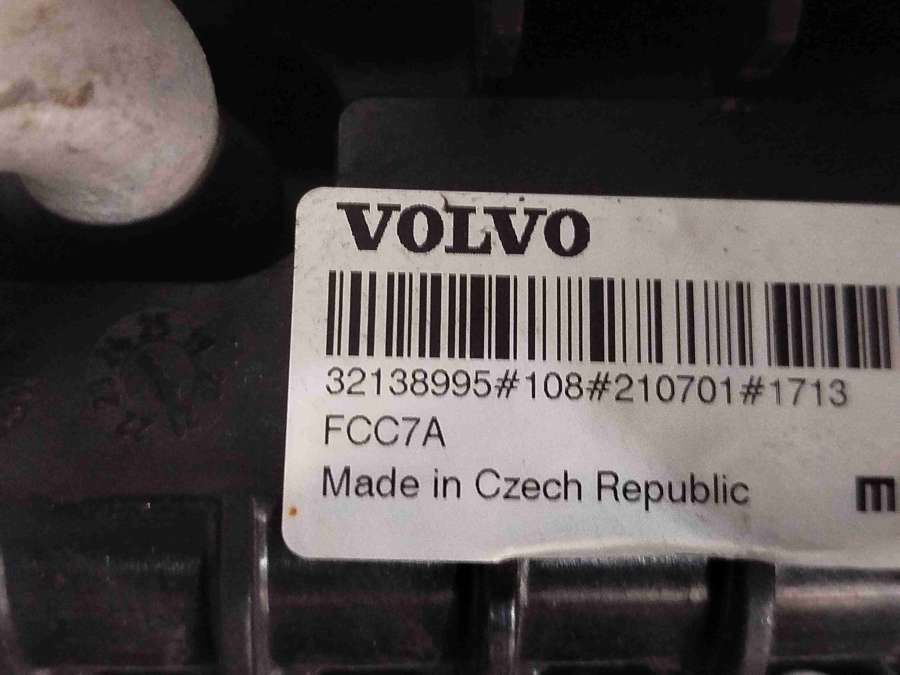 VOLVO
32138995#108#210701#1713
FCC7A
Made in Czech Republic
m